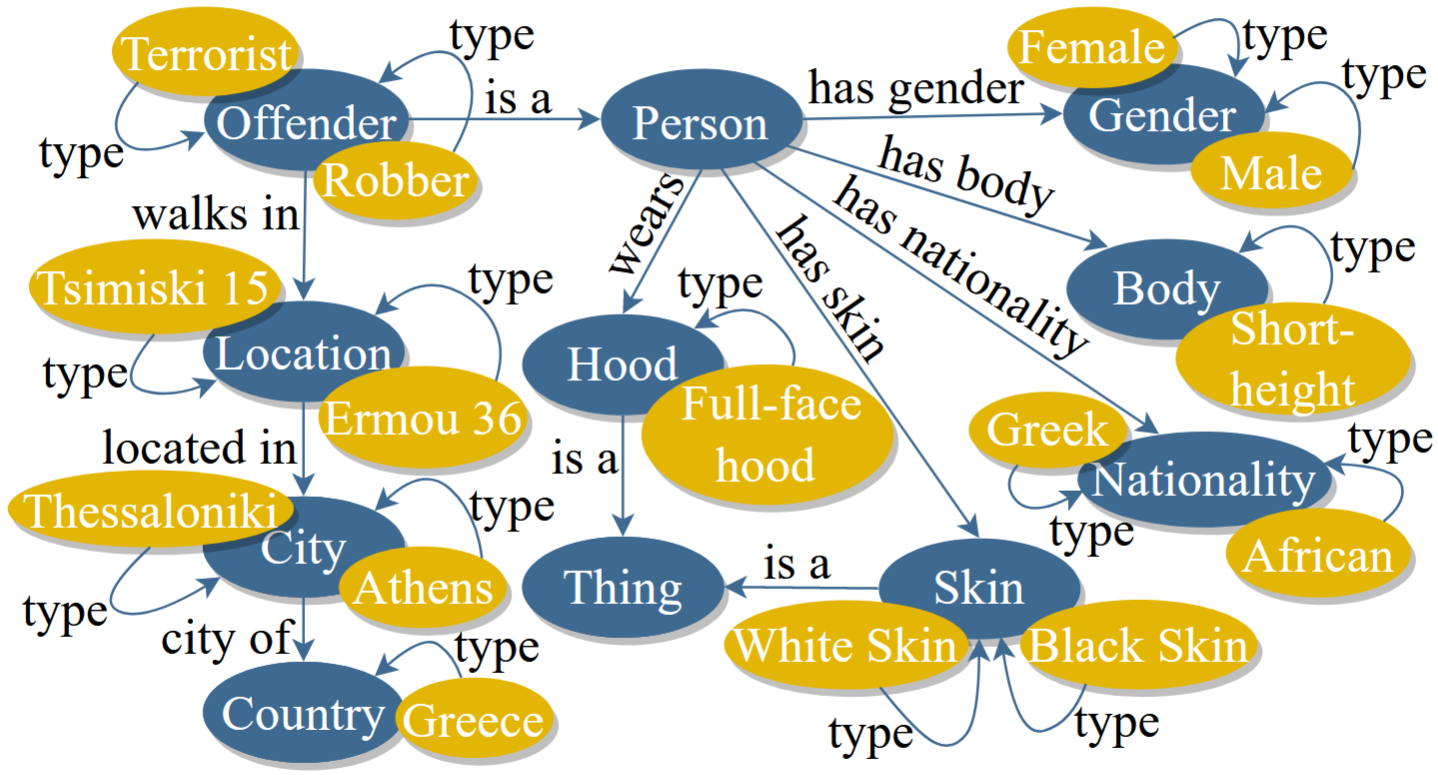 Terrorist
type
Female
type
type
Offender
is a
Person
has gender
Gender
type
Robber
Male
walks in
wears
has skin
has nationality
has body
Tsimiski 15
type
type
Body
type
Location
Hood
Short-
height
type
Ermou 36
Full-face
hood
Greek
type
located in
is a
Nationality
type
Thessaloniki
type
City
African
Athens
Thing
is a
Skin
type
city of
type
White Skin
Black Skin
Country
Greece
type
type